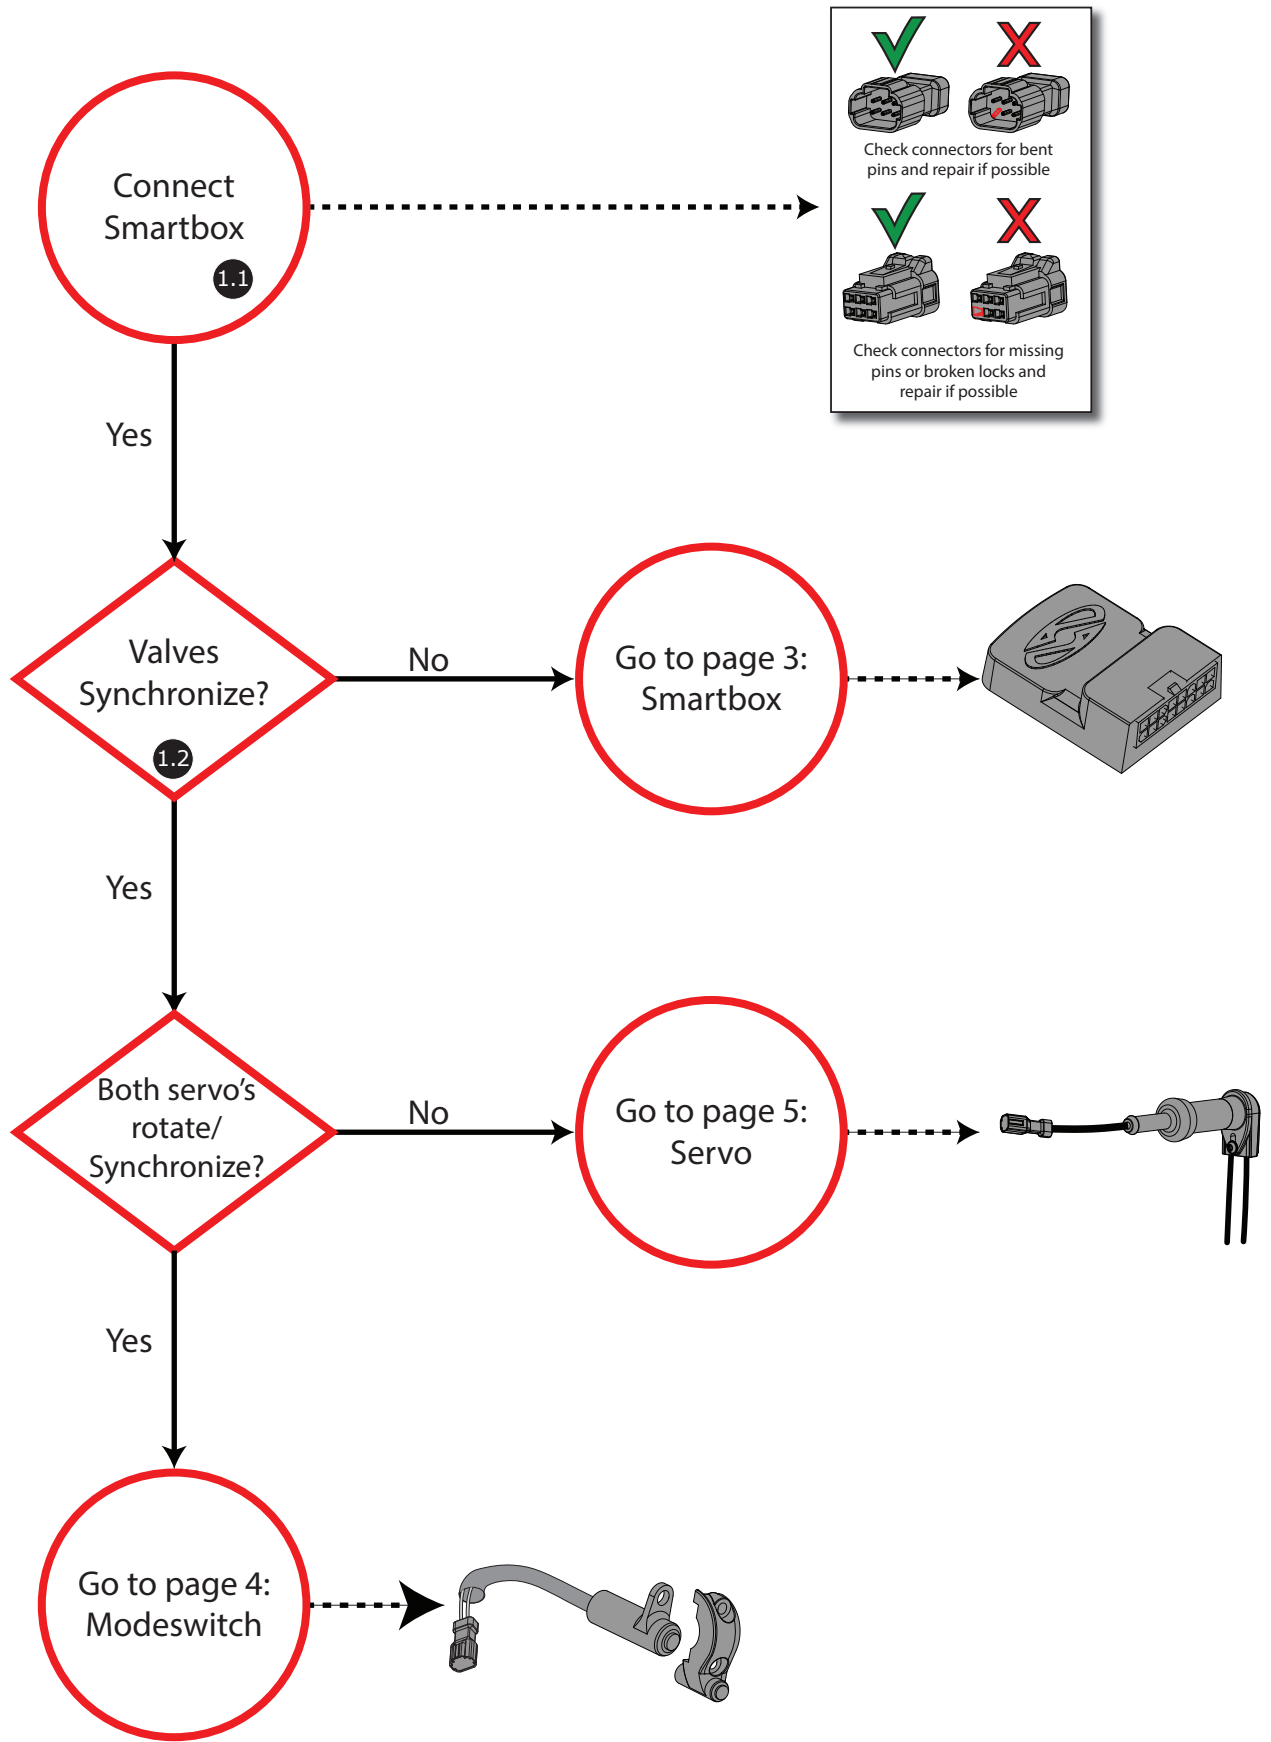 Connect
Smartbox
1.1
Check connectors for bent
pins and repair if possible
Check connectors for missing
pins or broken locks and
repair if possible
Yes
Valves
Synchronize?
1.2
No
Go to page 3:
Smartbox
Yes
Both servo's
rotate/
Synchronize?
No
Go to page 5:
Servo
Yes
Go to page 4:
Modeswitch